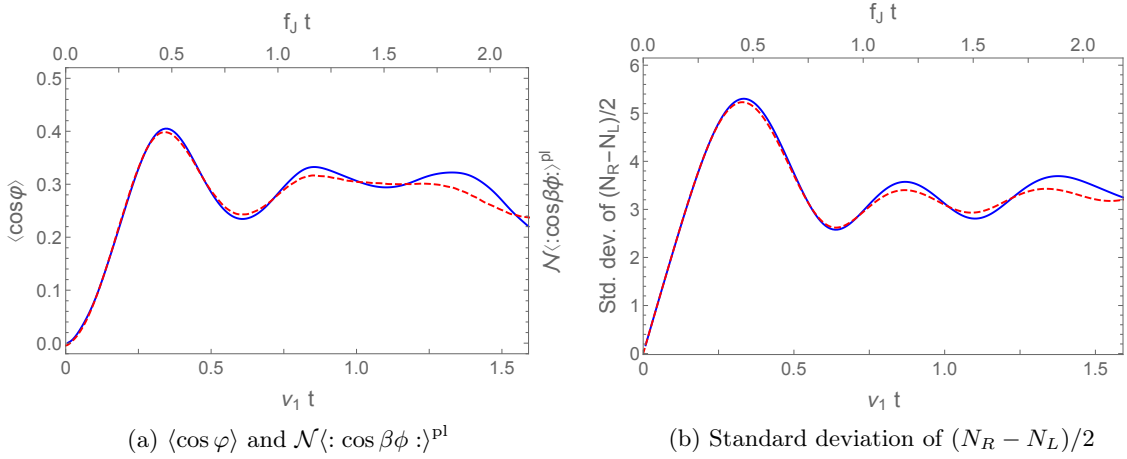 f_J t
0.0 0.5 1.0 1.5 2.0
0.5
0.4
0.3
0.2
0.1
0.0
⟨cosφ⟩
𝒩⟨:cosβϕ:⟩^pl
0 0.5 1.0 1.5
v_1 t
(a) ⟨cos φ⟩ and 𝒩⟨: cos βϕ :⟩^pl
f_J t
0.0 0.5 1.0 1.5 2.0
6
5
4
3
2
1
0
Std. dev. of (N_R−N_L)/2
0 0.5 1.0 1.5
v_1 t
(b) Standard deviation of (N_R − N_L)/2